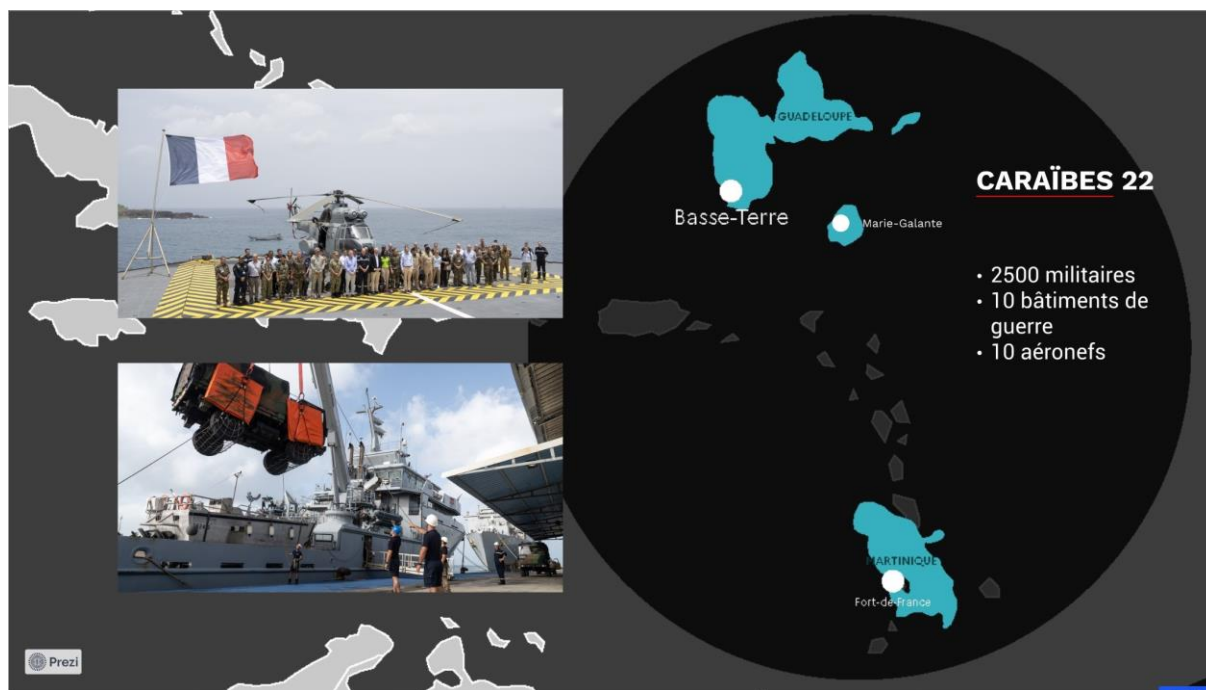 GUADELOUPE
Basse-Terre
Marie-Galante
CARAÏBES 22
• 2500 militaires
• 10 bâtiments de
guerre
• 10 aéronefs
MARTINIQUE
Fort-de-France
Prezi